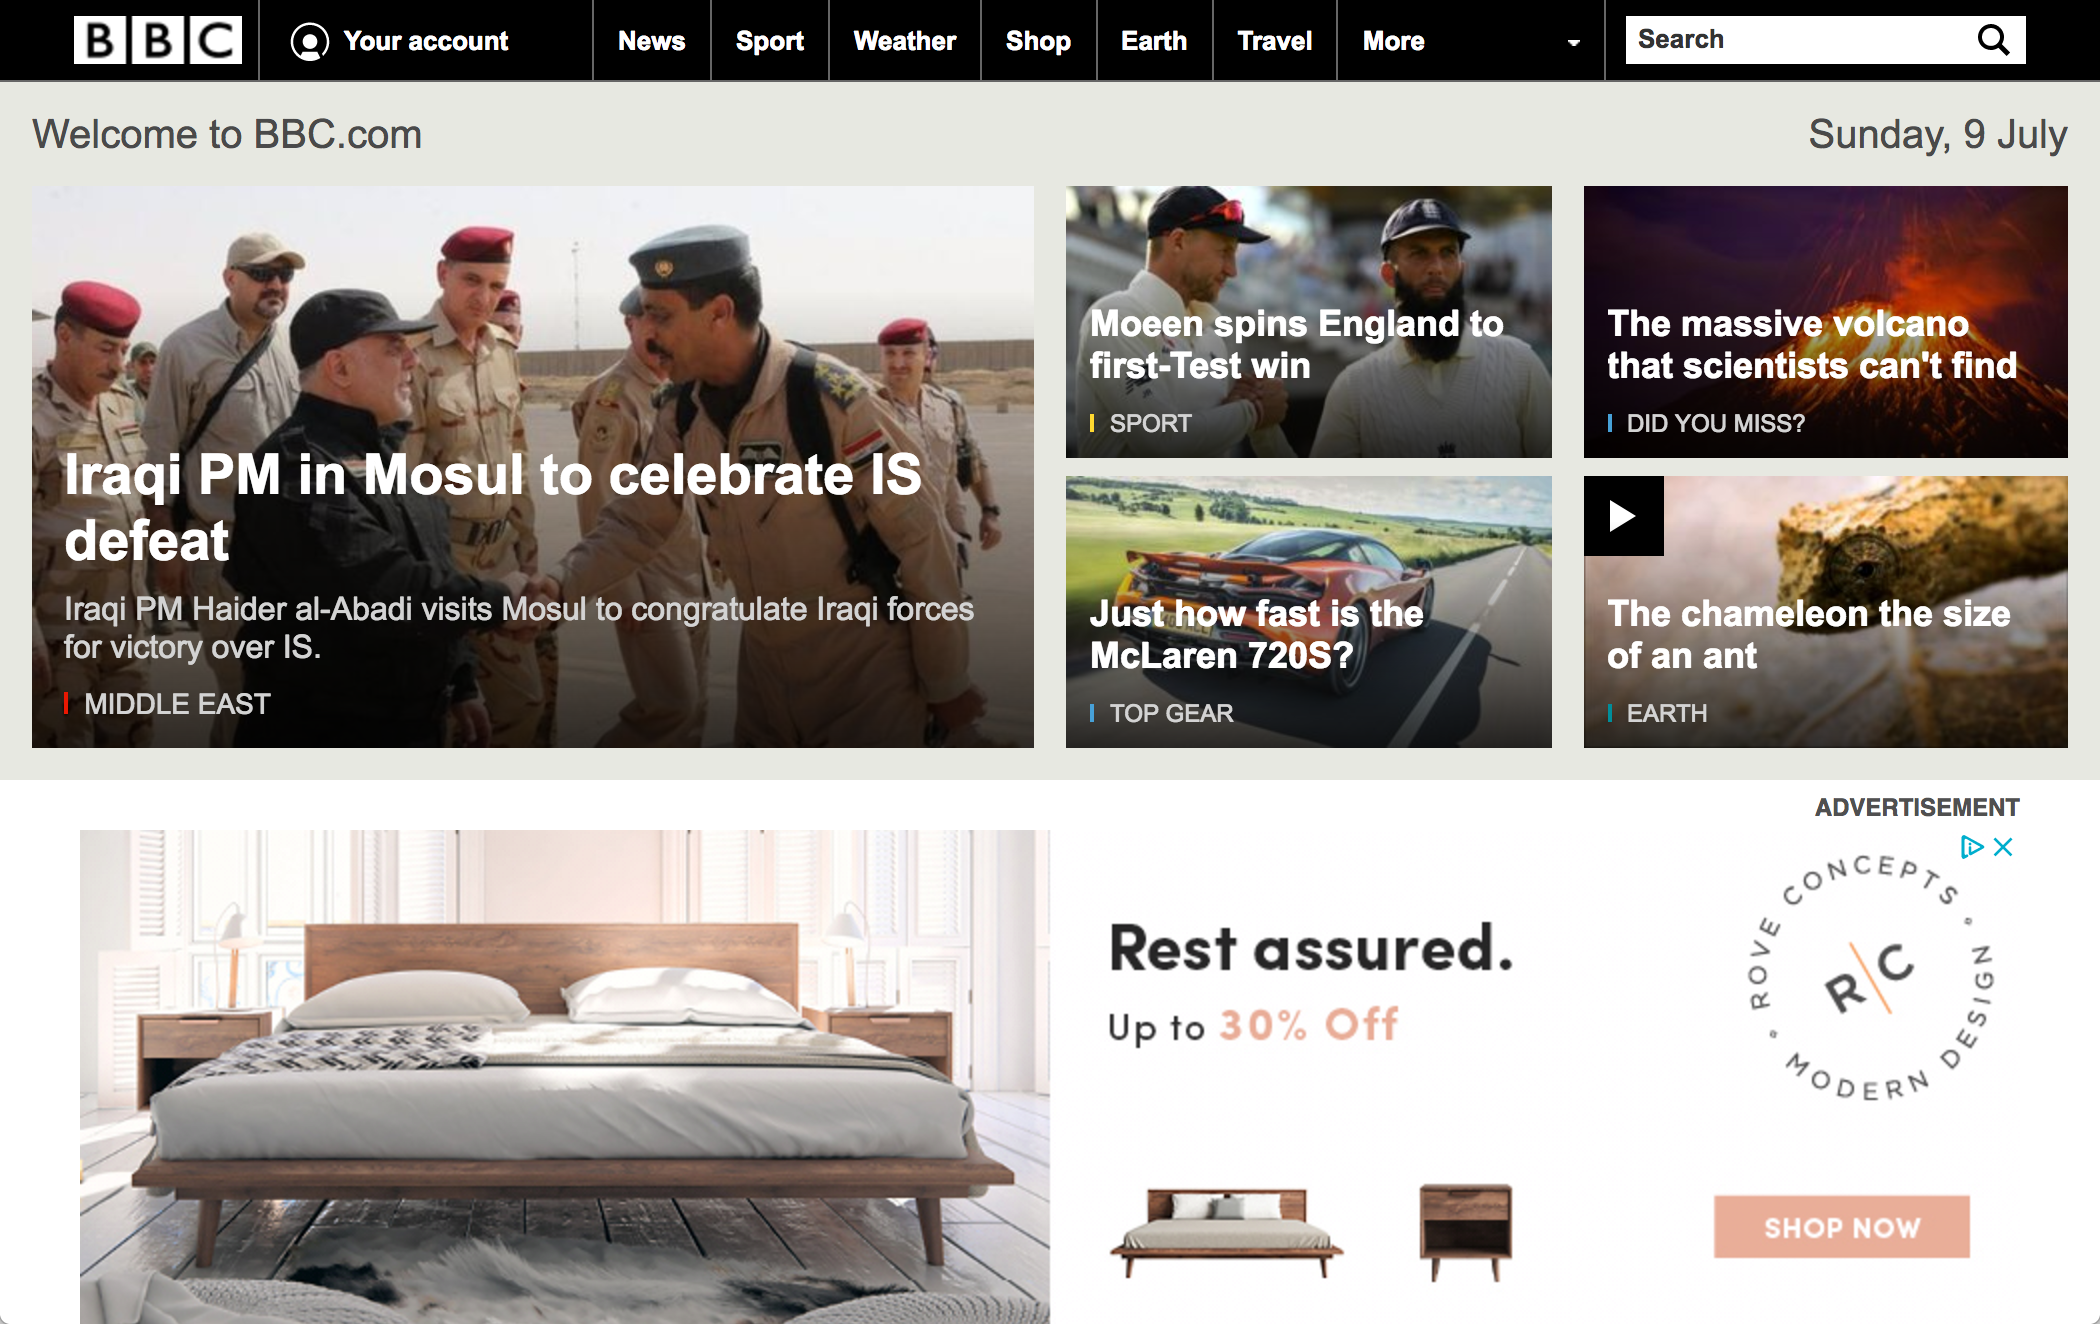 BBC
Your account
News
Sport
Weather
Shop
Earth
Travel
More
Search
Welcome to BBC.com
Sunday, 9 July
Iraqi PM in Mosul to celebrate IS
defeat
Iraqi PM Haider al-Abadi visits Mosul to congratulate Iraqi forces
for victory over IS.
MIDDLE EAST
Moeen spins England to
first-Test win
SPORT
The massive volcano
that scientists can't find
DID YOU MISS?
Just how fast is the
McLaren 720S?
TOP GEAR
The chameleon the size
of an ant
EARTH
ADVERTISEMENT
Rest assured.
Up to 30% Off
ROVE CONCEPTS
R/C
MODERN DESIGN
SHOP NOW